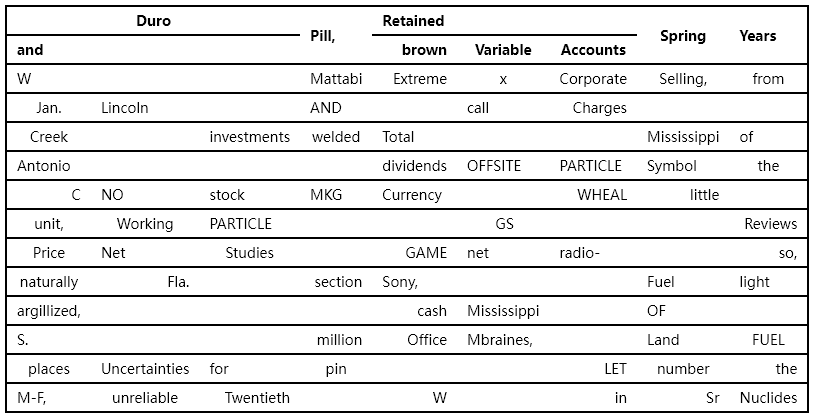 Duro Pill, Retained Spring Years
and brown Variable Accounts
W Mattabi Extreme x Corporate Selling, from
Jan. Lincoln AND call Charges
Creek investments welded Total Mississippi of
Antonio dividends OFFSITE PARTICLE Symbol the
C NO stock MKG Currency WHEAL little
unit, Working PARTICLE GS Reviews
Price Net Studies GAME net radio- so,
naturally Fla. section Sony, Fuel light
argillized, cash Mississippi OF
S. million Office Mbraines, Land FUEL
places Uncertainties for pin LET number the
M-F, unreliable Twentieth W in Sr Nuclides